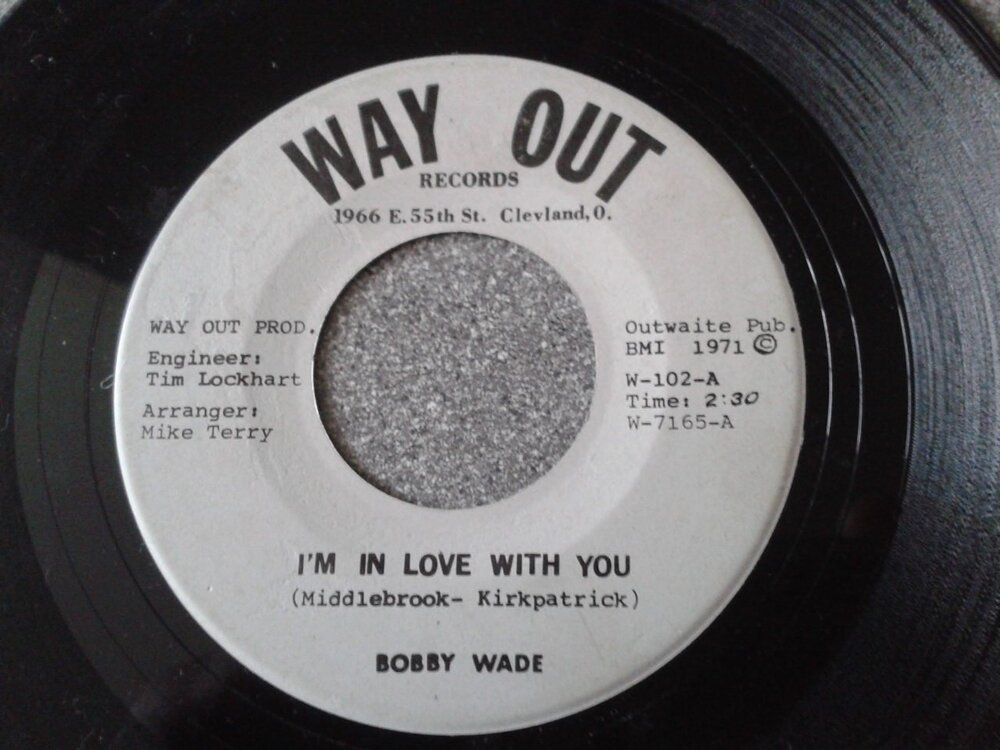 WAY OUT
RECORDS
1966 E. 55th St. Clevland, O.
WAY OUT PROD.
Engineer:
Tim Lockhart
Arranger:
Mike Terry
Outwaite Pub.
BMI 1971 ©
W-102-A
Time: 2:30
W-7165-A
I'M IN LOVE WITH YOU
(Middlebrook- Kirkpatrick)
BOBBY WADE